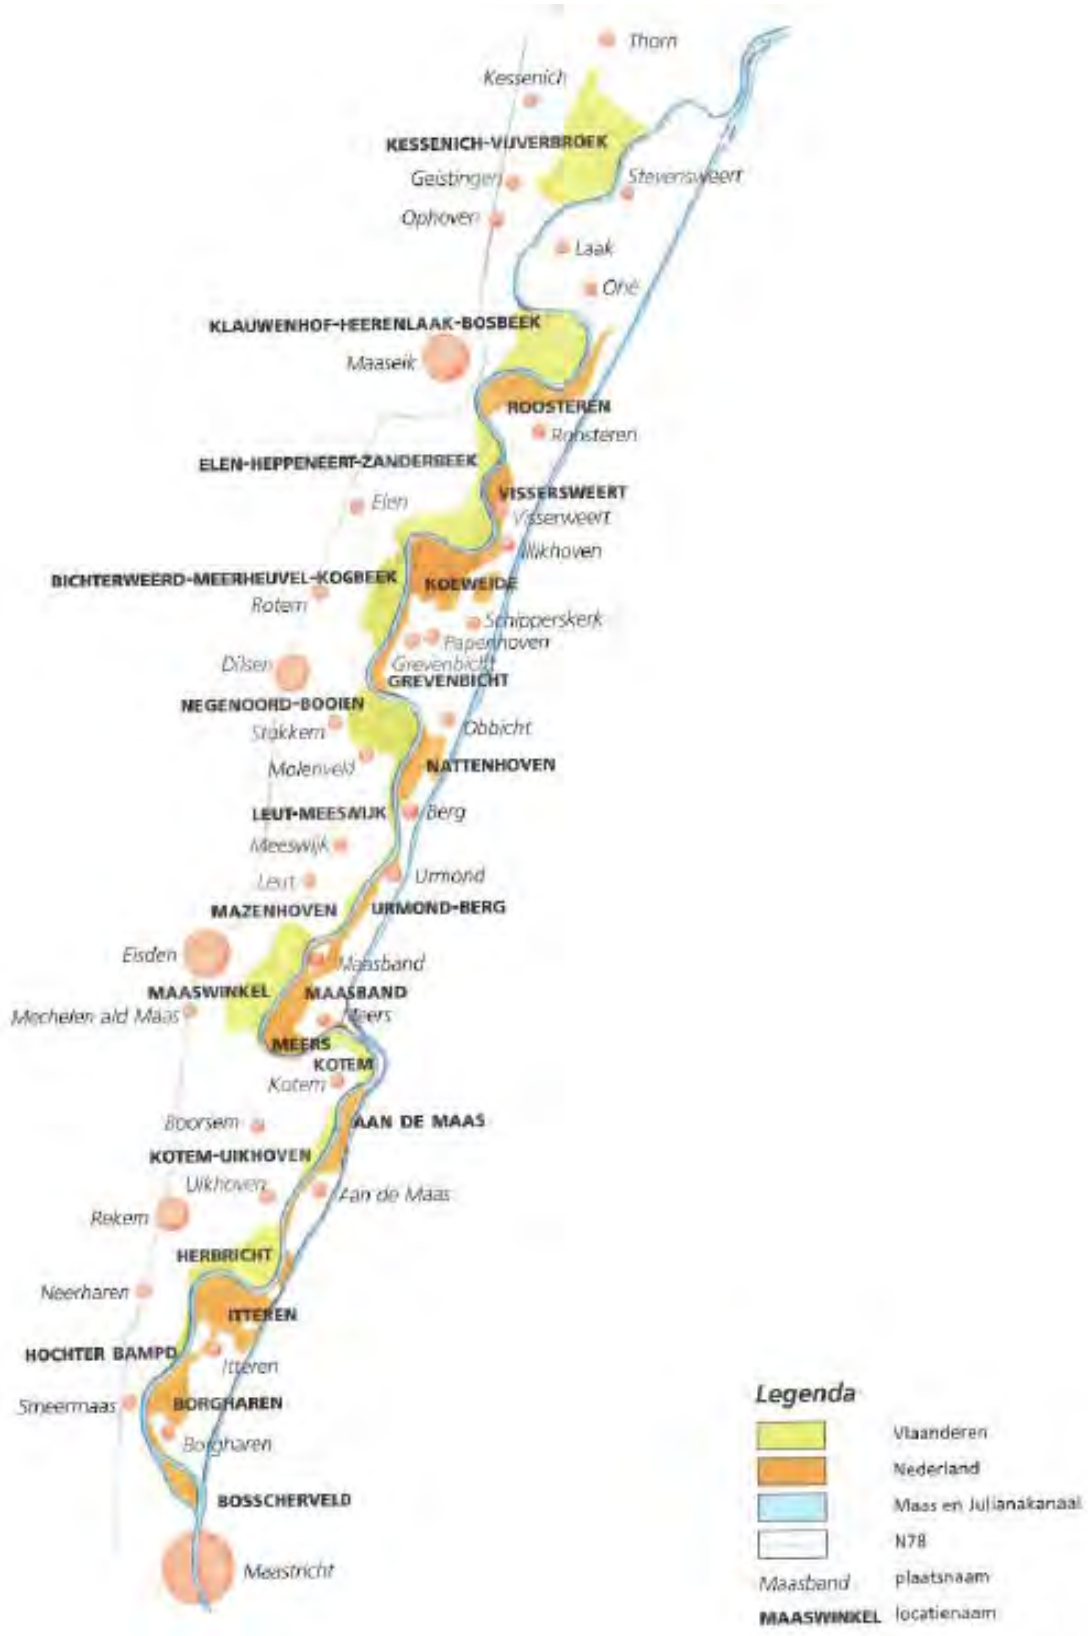 Thorn
Kessenich
KESSENICH-VIJVERBROEK
Geistingen
Stevensweert
Ophoven
Laak
Ohé
KLAUWENHOF-HEERENLAAK-BOSBEEK
Maaseik
ROOSTEREN
Roosteren
ELEN-HEPPENEERT-ZANDERBEEK
VISSERSWEERT
Elen
Visserweert
Illikhoven
BICHTERWEERD-MEERHEUVEL-KOGBEEK
KOEWEIDE
Rotem
Schipperskerk
Papenhoven
Dilsen
Grevenbicht
GREVENBICHT
NEGENOORD-BOOIEN
Stokkem
Obbicht
Molenveld
NATTENHOVEN
LEUT-MEESWIJK
Berg
Meeswijk
Leut
Urmond
MAZENHOVEN
URMOND-BERG
Eisden
Maasband
MAASWINKEL
MAASBAND
Mechelen ald Maas
Meers
MEERS
KOTEM
Kotem
Boorsem
AAN DE MAAS
KOTEM-UIKHOVEN
Uikhoven
Aan de Maas
Rekem
HERBRICHT
Neerharen
ITTEREN
HOCHTER BAMPD
Itteren
Smeermaas
BORGHAREN
Borgharen
BOSSCHERVELD
Maastricht
Legenda
Vlaanderen
Nederland
Maas en Julianakanaal
N78
Maasband plaatsnaam
MAASWINKEL locatienaam